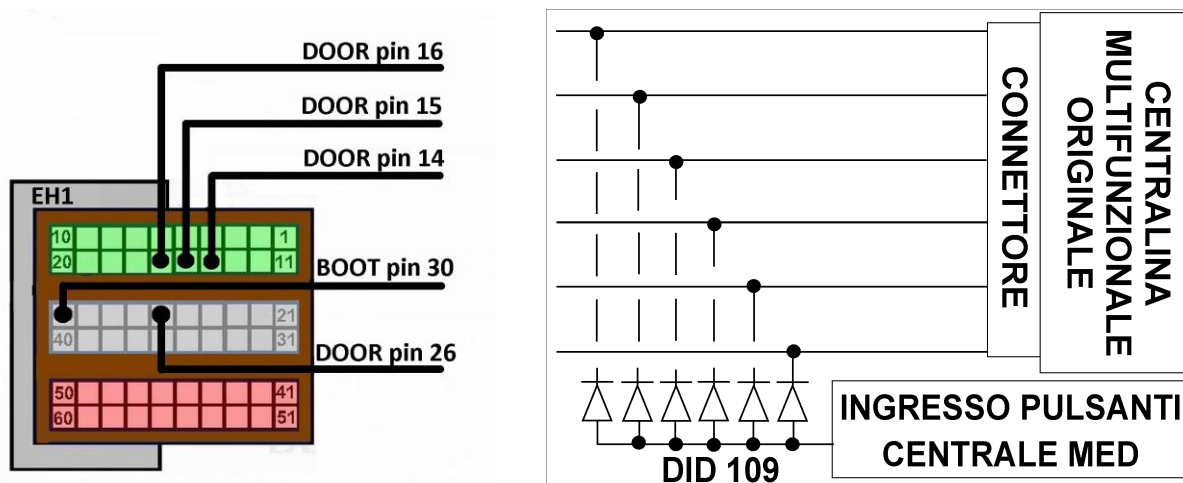 DOOR pin 16
DOOR pin 15
DOOR pin 14
EH1
10
1
20
11
BOOT pin 30
21
40
31
DOOR pin 26
50
41
60
51
CONNETTORE
CENTRALINA
MULTIFUNZIONALE
ORIGINALE
INGRESSO PULSANTI
CENTRALE MED
DID 109